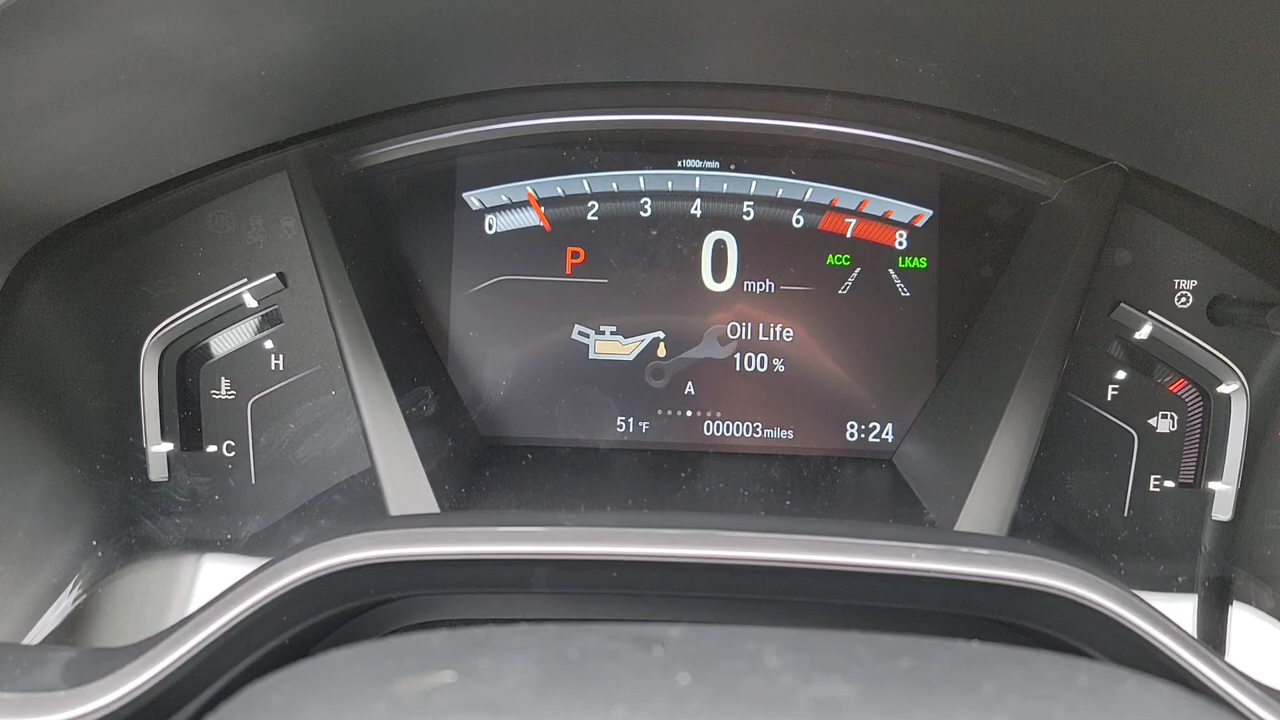 x1000r/min
0 1 2 3 4 5 6 7 8
P
0 mph
ACC
LKAS
TRIP
Oil Life
100 %
A
H
C
F
E
51 °F
000003 miles
8:24